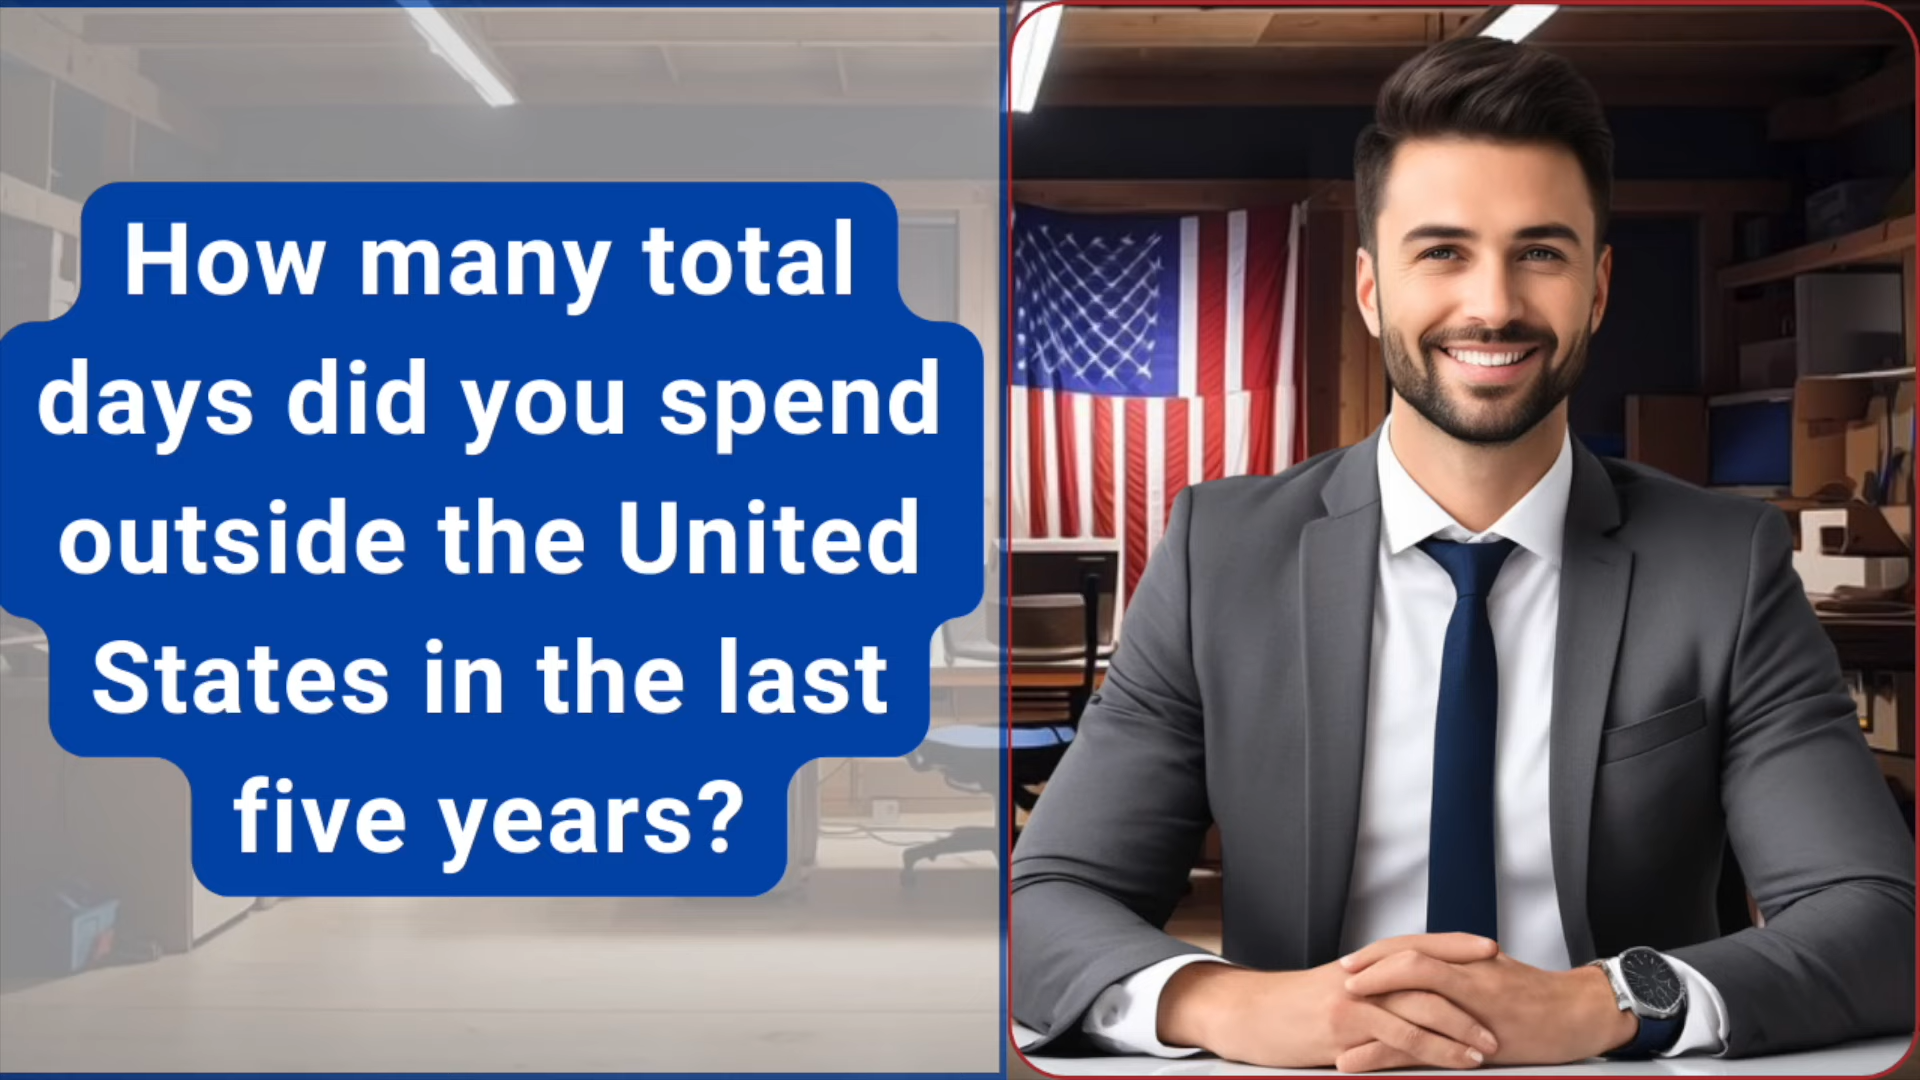 How many total
days did you spend
outside the United
States in the last
five years?